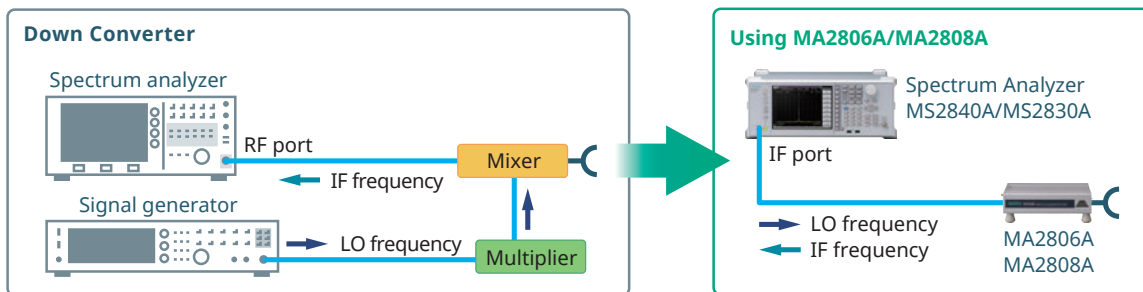 Down Converter
Spectrum analyzer
RF port
IF frequency
Mixer
Signal generator
LO frequency
Multiplier
Using MA2806A/MA2808A
Spectrum Analyzer
MS2840A/MS2830A
IF port
LO frequency
IF frequency
MA2806A
MA2808A